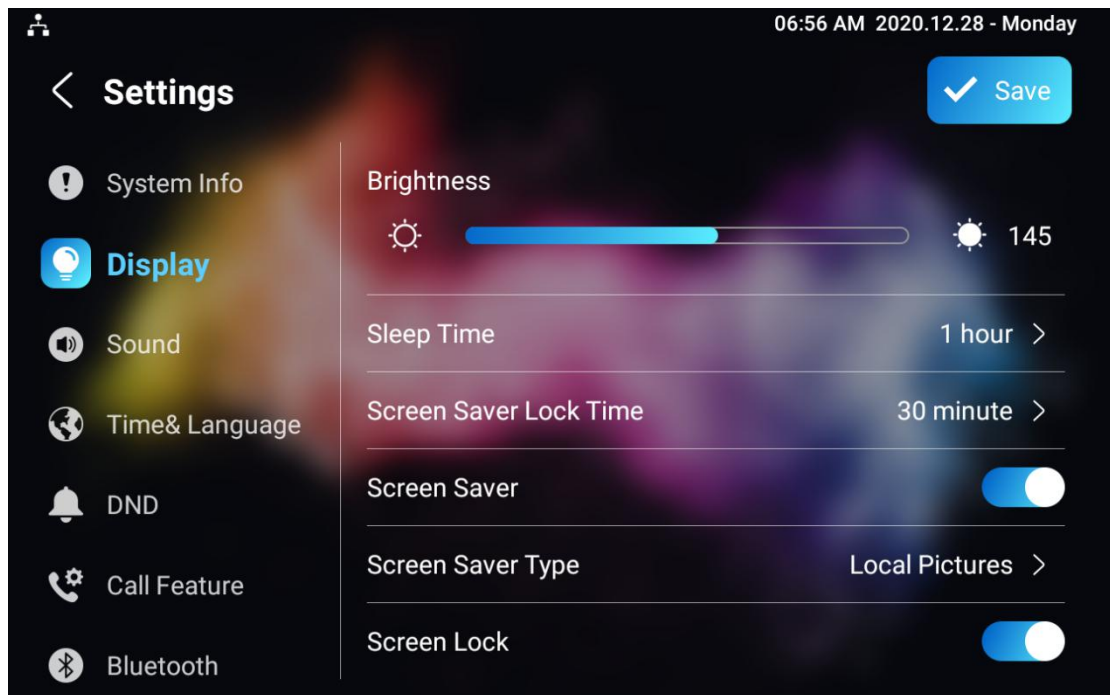 06:56 AM 2020.12.28 - Monday
Settings
Save
System Info
Display
Sound
Time& Language
DND
Call Feature
Bluetooth
Brightness
145
Sleep Time 1 hour
Screen Saver Lock Time 30 minute
Screen Saver
Screen Saver Type Local Pictures
Screen Lock